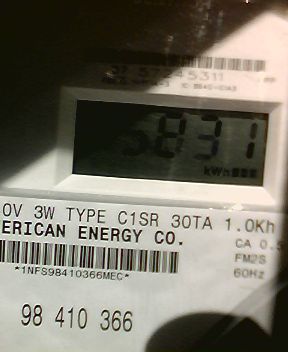 5831
kWh
0V 3W TYPE C1SR 30TA 1.0Kh
ERICAN ENERGY CO.
CA 0.5
FM2S
*1NFS98410366MEC*
60Hz
98 410 366